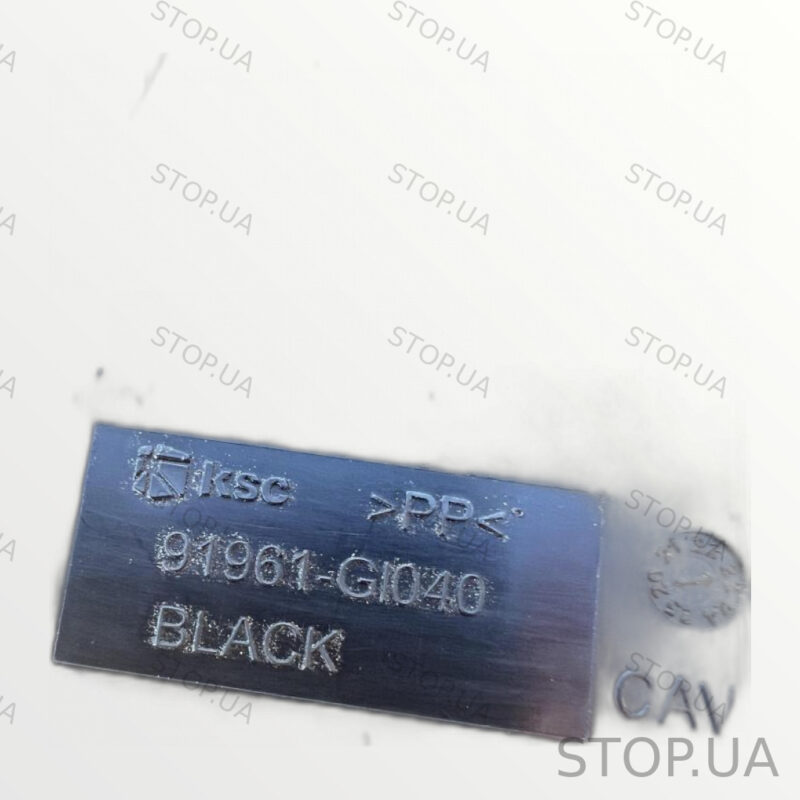 ksc >PP<
91961-GI040
BLACK
CAV
STOP.UA